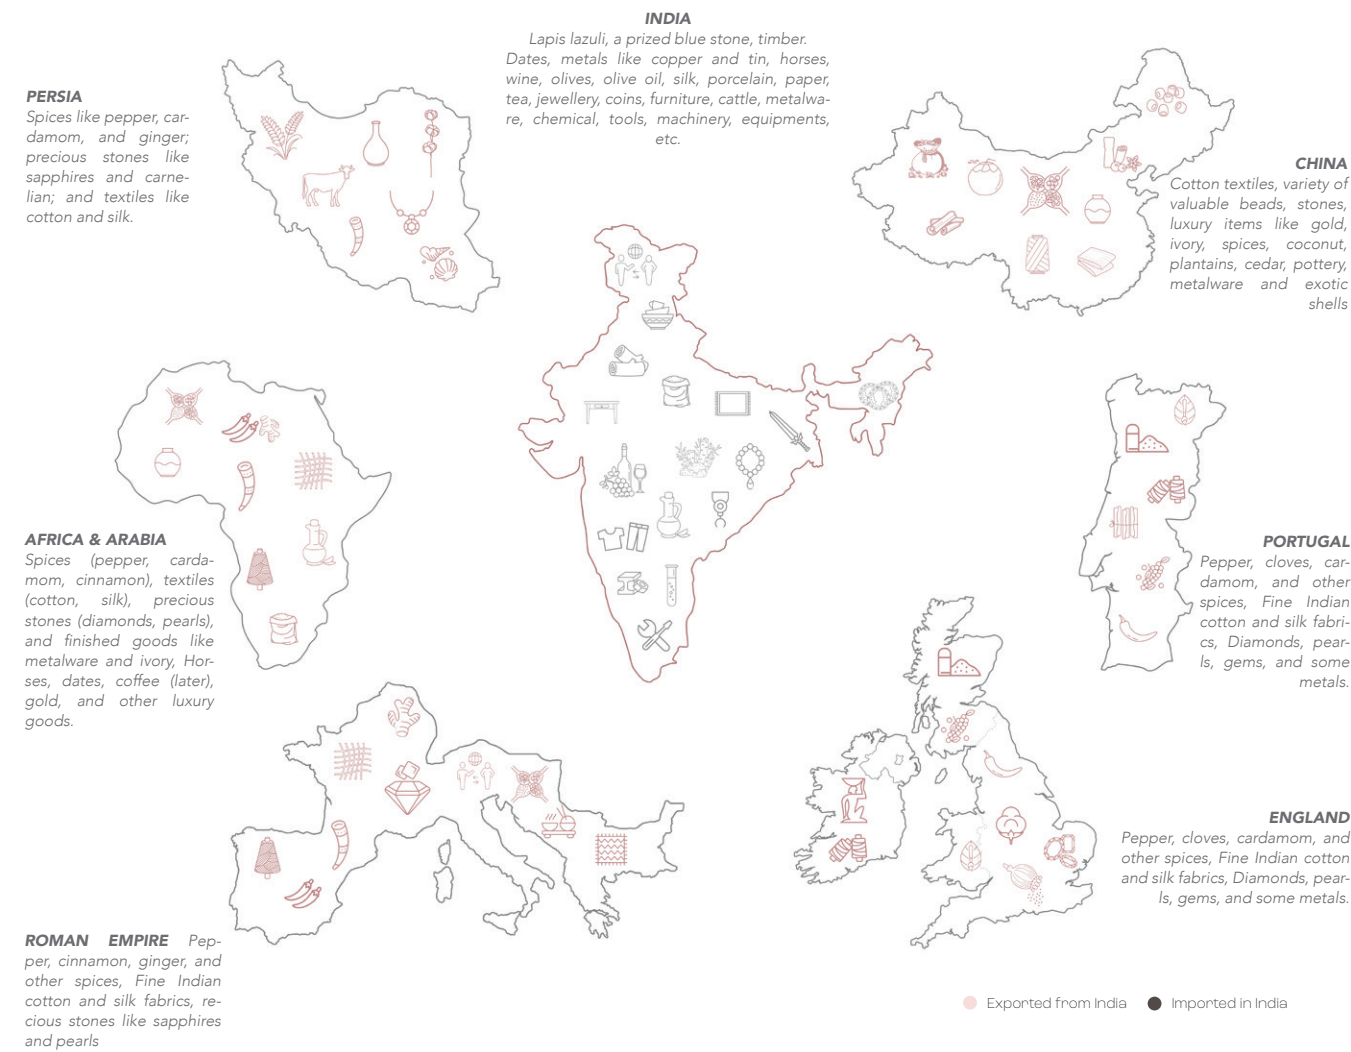 INDIA
Lapis lazuli, a prized blue stone, timber.
Dates, metals like copper and tin, horses,
wine, olives, olive oil, silk, porcelain, paper,
tea, jewellery, coins, furniture, cattle, metalwa-
re, chemical, tools, machinery, equipments,
etc.
PERSIA
Spices like pepper, car-
damom, and ginger;
precious stones like
sapphires and carne-
lian; and textiles like
cotton and silk.
CHINA
Cotton textiles, variety of
valuable beads, stones,
luxury items like gold,
ivory, spices, coconut,
plantains, cedar, pottery,
metalware and exotic
shells
AFRICA & ARABIA
Spices (pepper, carda-
mom, cinnamon), textiles
(cotton, silk), precious
stones (diamonds, pearls),
and finished goods like
metalware and ivory, Hor-
ses, dates, coffee (later),
gold, and other luxury
goods.
PORTUGAL
Pepper, cloves, car-
damom, and other
spices, Fine Indian
cotton and silk fabri-
cs, Diamonds, pear-
ls, gems, and some
metals.
ENGLAND
Pepper, cloves, cardamom, and
other spices, Fine Indian cotton
and silk fabrics, Diamonds, pear-
ls, gems, and some metals.
ROMAN EMPIRE Pep-
per, cinnamon, ginger, and
other spices, Fine Indian
cotton and silk fabrics, re-
cious stones like sapphires
and pearls
Exported from India
Imported in India